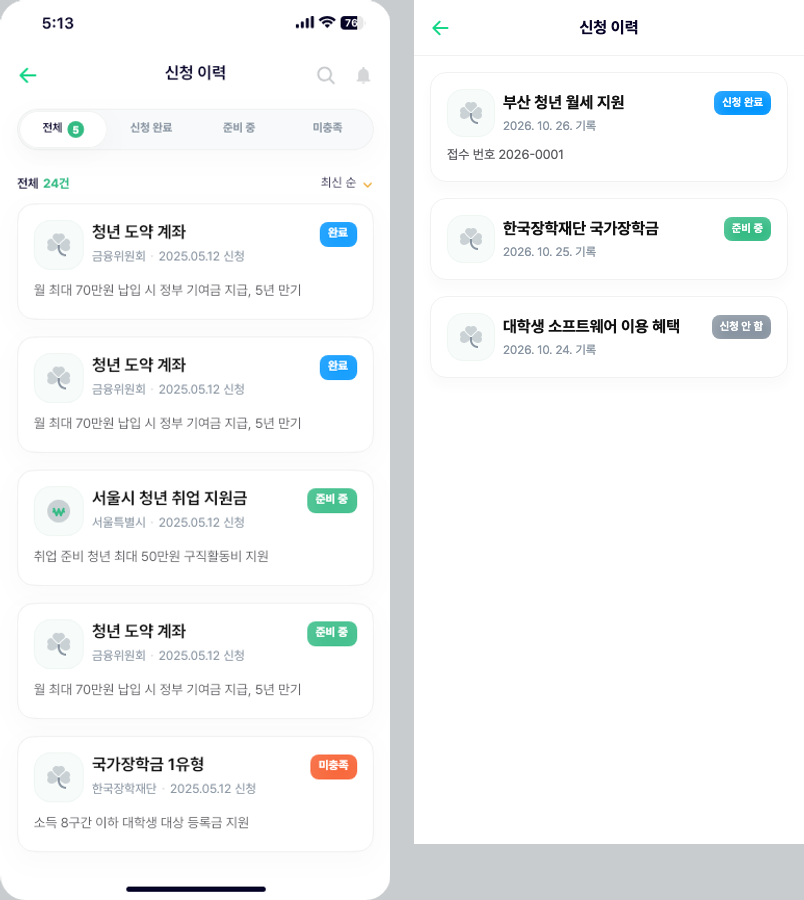 5:13
76
신청 이력
전체 5
신청 완료
준비 중
미충족
전체 24건
최신 순
청년 도약 계좌
완료
금융위원회 · 2025.05.12 신청
월 최대 70만원 납입 시 정부 기여금 지급, 5년 만기
청년 도약 계좌
완료
금융위원회 · 2025.05.12 신청
월 최대 70만원 납입 시 정부 기여금 지급, 5년 만기
서울시 청년 취업 지원금
준비 중
서울특별시 · 2025.05.12 신청
취업 준비 청년 최대 50만원 구직활동비 지원
청년 도약 계좌
준비 중
금융위원회 · 2025.05.12 신청
월 최대 70만원 납입 시 정부 기여금 지급, 5년 만기
국가장학금 1유형
미충족
한국장학재단 · 2025.05.12 신청
소득 8구간 이하 대학생 대상 등록금 지원
신청 이력
부산 청년 월세 지원
신청 완료
2026. 10. 26. 기록
접수 번호 2026-0001
한국장학재단 국가장학금
준비 중
2026. 10. 25. 기록
대학생 소프트웨어 이용 혜택
신청 안 함
2026. 10. 24. 기록